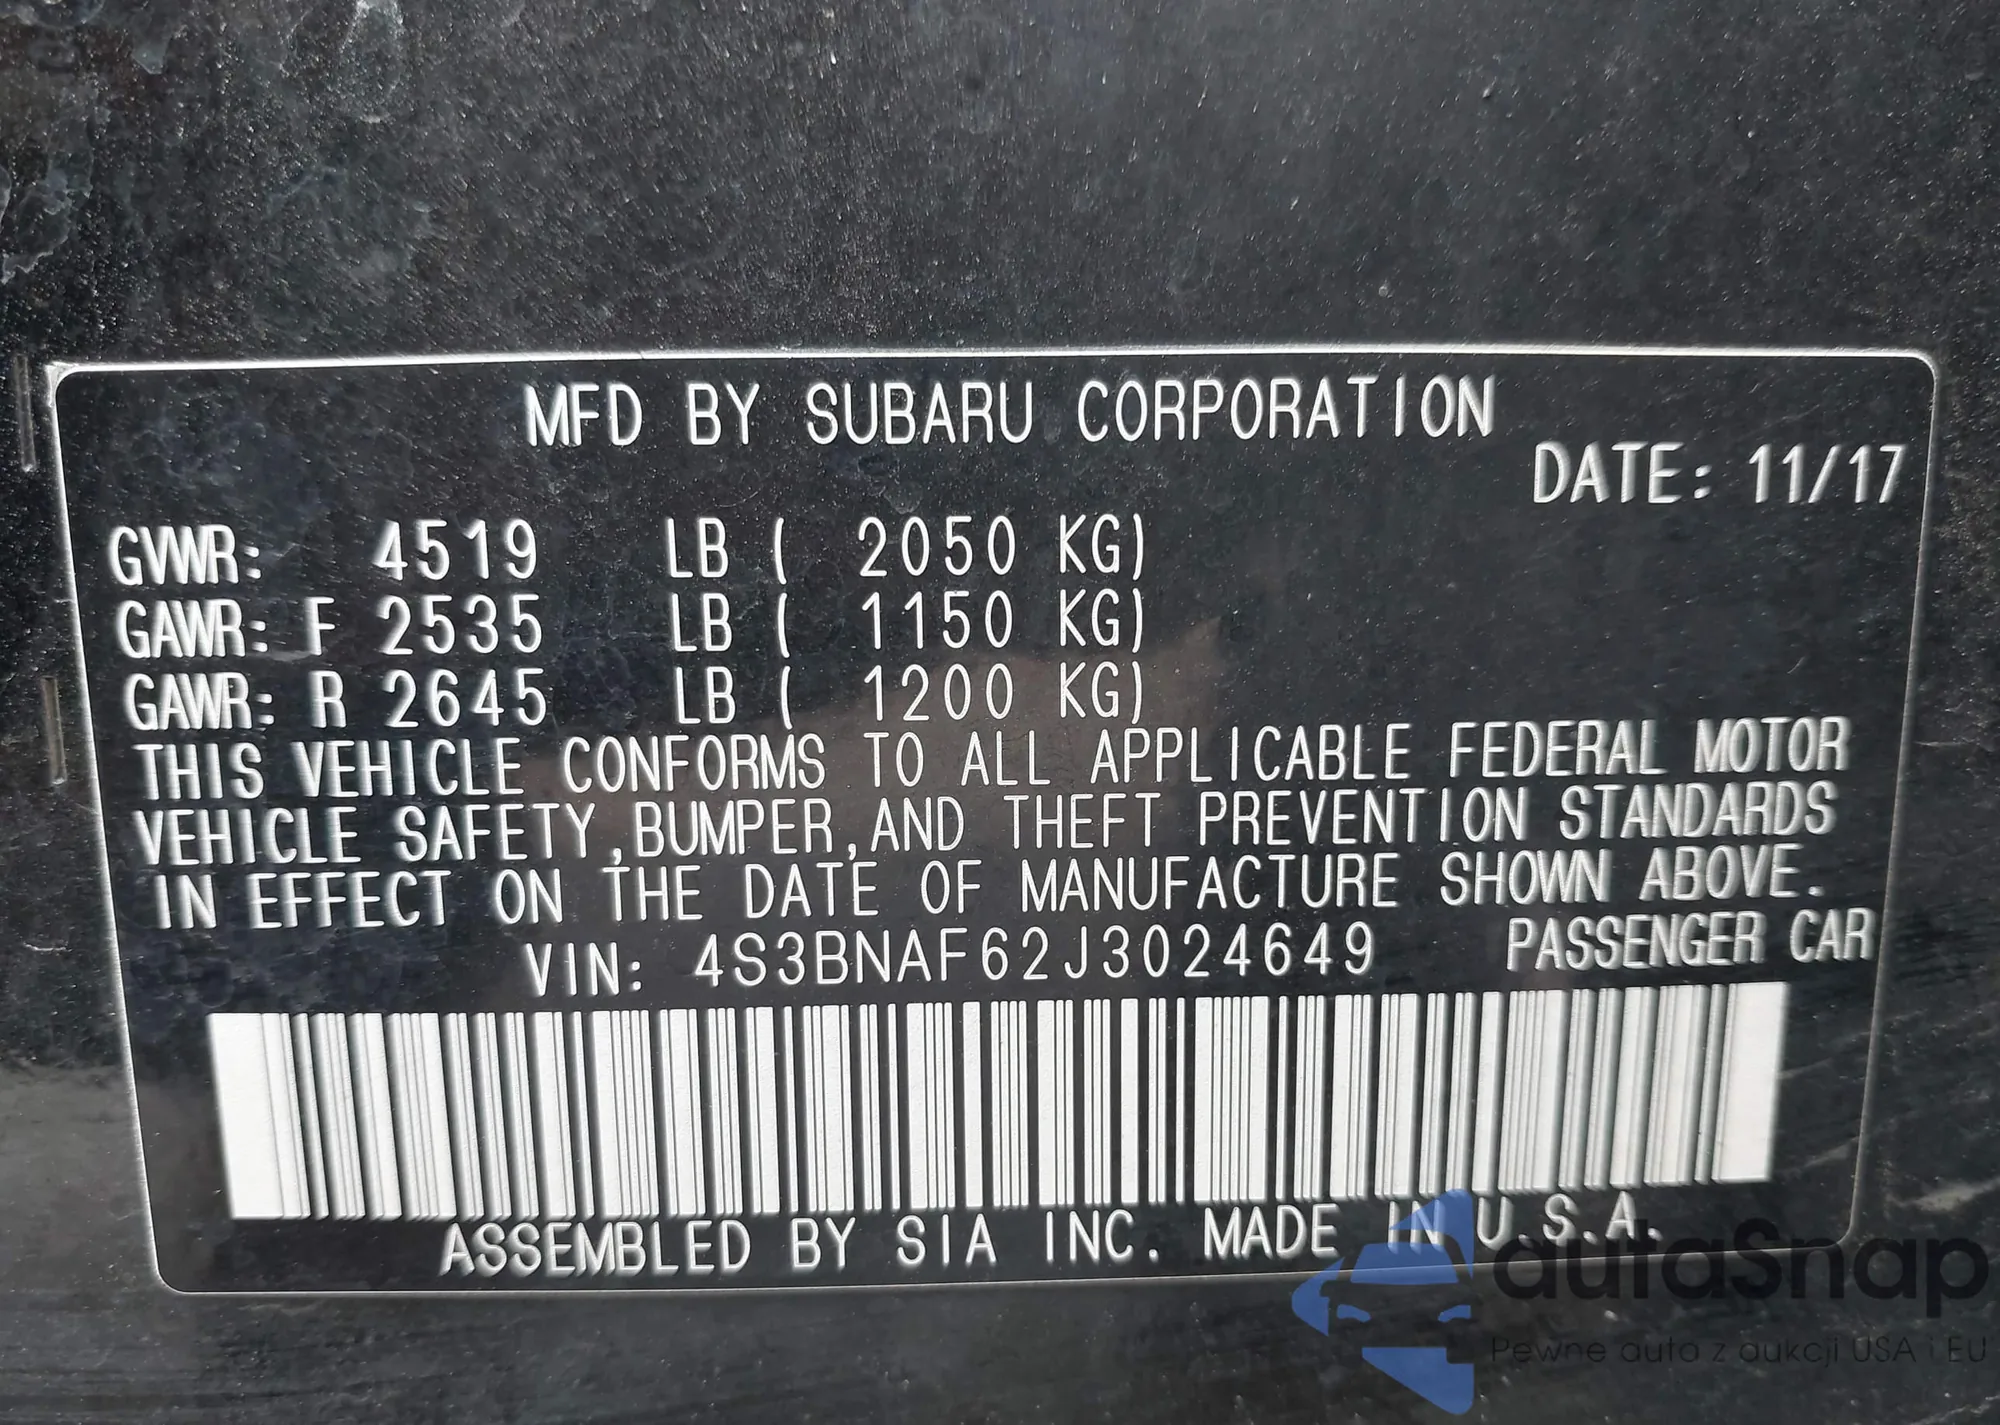 MFD BY SUBARU CORPORATION
DATE: 11/17
GVWR: 4519 LB ( 2050 KG)
GAWR: F 2535 LB ( 1150 KG)
GAWR: R 2645 LB ( 1200 KG)
THIS VEHICLE CONFORMS TO ALL APPLICABLE FEDERAL MOTOR
VEHICLE SAFETY,BUMPER,AND THEFT PREVENTION STANDARDS
IN EFFECT ON THE DATE OF MANUFACTURE SHOWN ABOVE.
VIN: 4S3BNAF62J3024649 PASSENGER CAR
ASSEMBLED BY SIA INC. MADE IN U.S.A.
autaSnap
Pewne auto z aukcji USA i EU